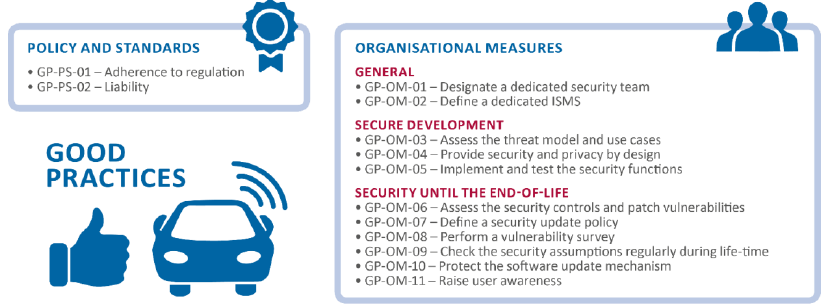 POLICY AND STANDARDS
• GP-PS-01 – Adherence to regulation
• GP-PS-02 – Liability
GOOD
PRACTICES
ORGANISATIONAL MEASURES
GENERAL
• GP-OM-01 – Designate a dedicated security team
• GP-OM-02 – Define a dedicated ISMS
SECURE DEVELOPMENT
• GP-OM-03 – Assess the threat model and use cases
• GP-OM-04 – Provide security and privacy by design
• GP-OM-05 – Implement and test the security functions
SECURITY UNTIL THE END-OF-LIFE
• GP-OM-06 – Assess the security controls and patch vulnerabilities
• GP-OM-07 – Define a security update policy
• GP-OM-08 – Perform a vulnerability survey
• GP-OM-09 – Check the security assumptions regularly during life-time
• GP-OM-10 – Protect the software update mechanism
• GP-OM-11 – Raise user awareness